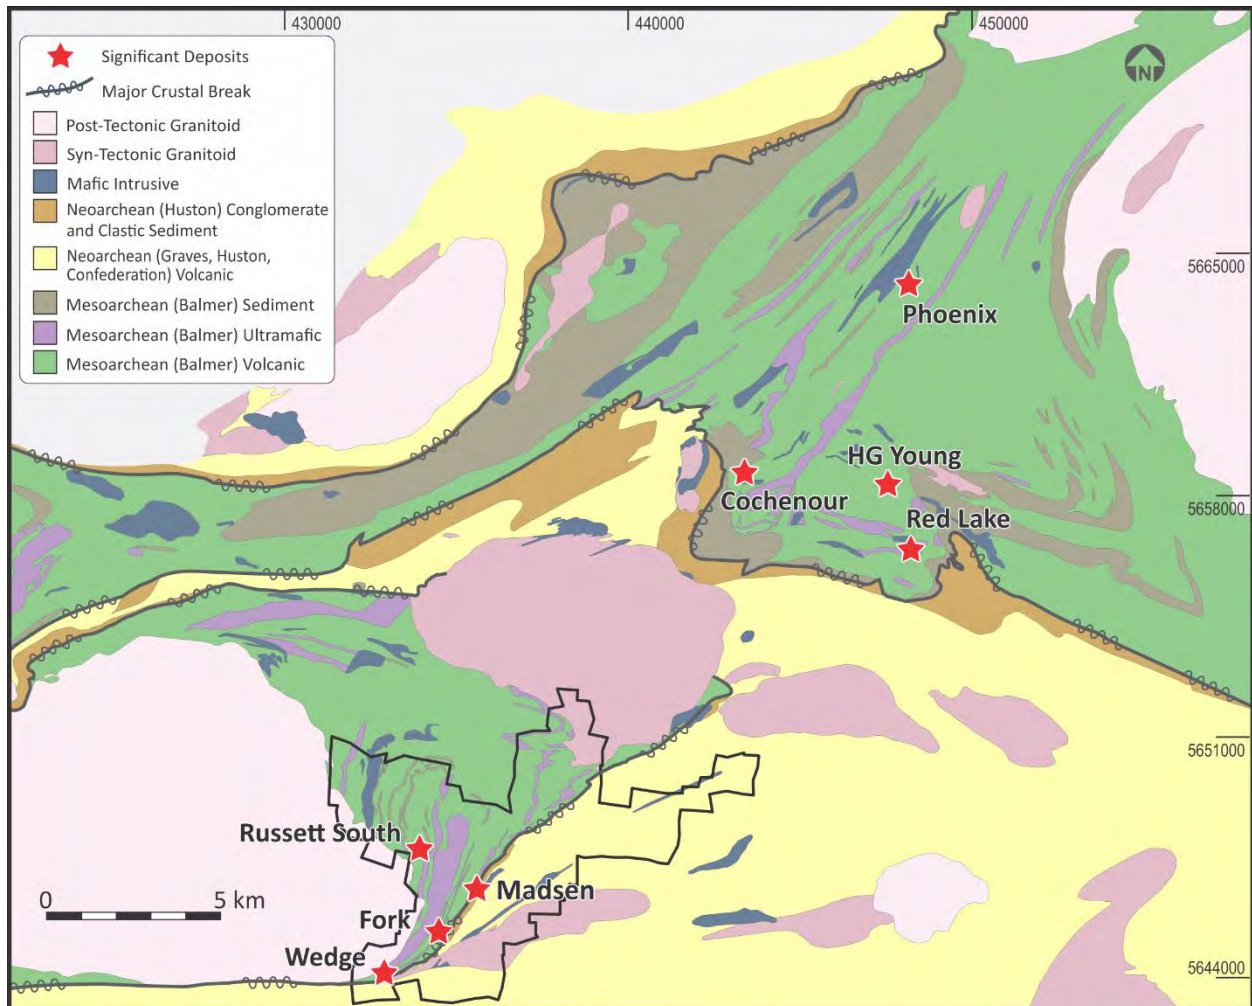 430000
440000
450000
N
Significant Deposits
Major Crustal Break
Post-Tectonic Granitoid
Syn-Tectonic Granitoid
Mafic Intrusive
Neoarchean (Huston) Conglomerate
and Clastic Sediment
Neoarchean (Graves, Huston,
Confederation) Volcanic
Mesoarchean (Balmer) Sediment
Mesoarchean (Balmer) Ultramafic
Mesoarchean (Balmer) Volcanic
5665000
Phoenix
HG Young
Cochenour
5658000
Red Lake
5651000
Russett South
Madsen
0
5 km
Fork
Wedge
5644000